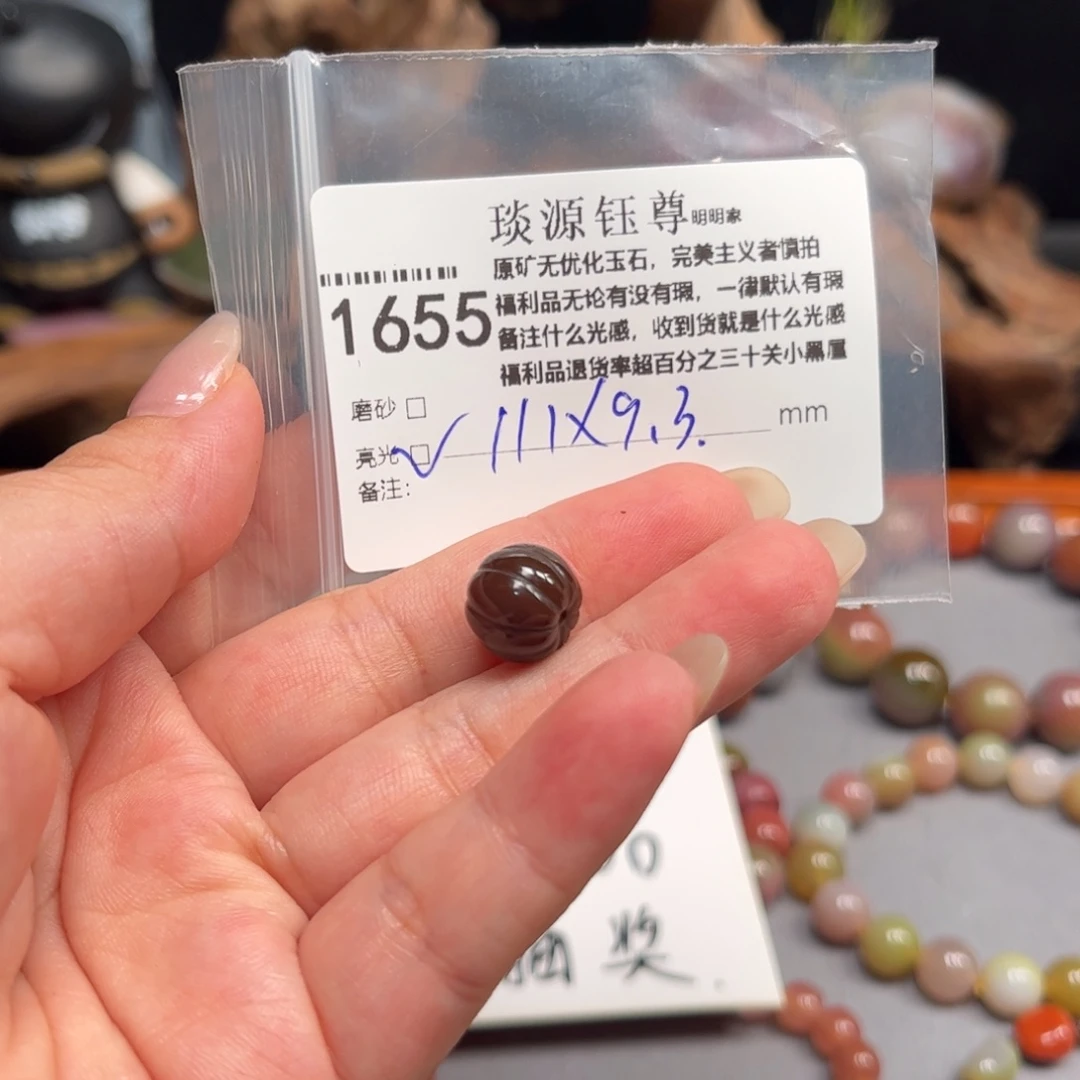 琰源钰尊明明家
原矿无优化玉石，完美主义者慎拍
1655
福利品无论有没有瑕，一律默认有瑕
备注什么光感，收到货就是什么光感
福利品退货率超百分之三十关小黑屋
磨砂 □
亮光 □ ✓ 111X9.3. mm
备注：
抽奖.